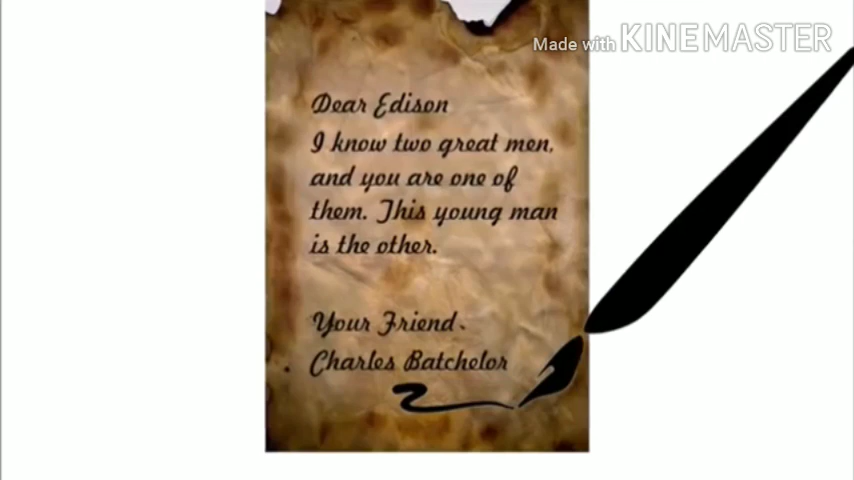 Made with KINEMASTER
Dear Edison
I know two great men,
and you are one of
them. This young man
is the other.
Your Friend.
Charles Batchelor